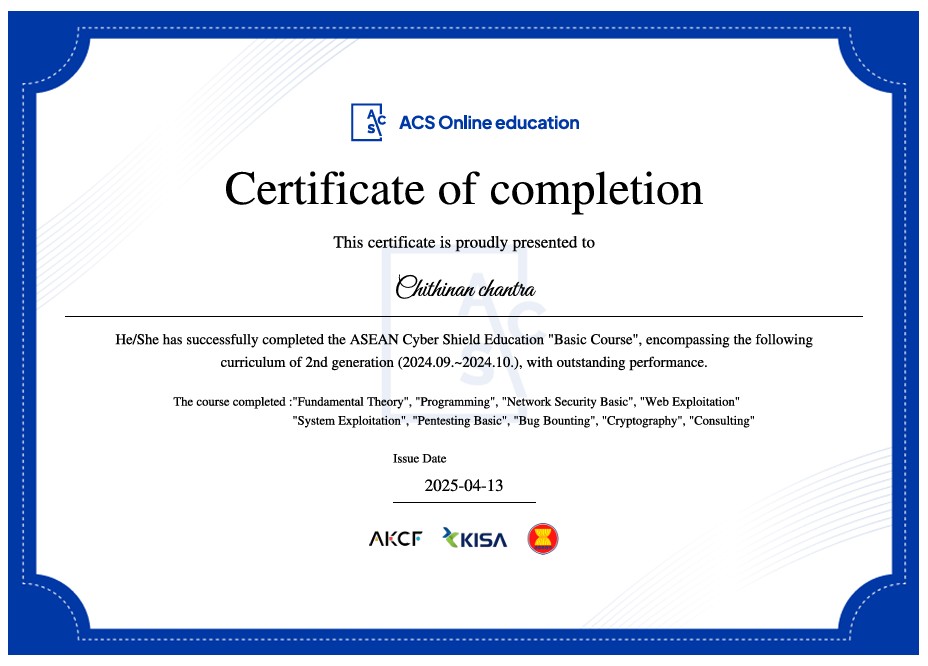 ACS ACS Online education
Certificate of completion
This certificate is proudly presented to
Chithinan chantra
He/She has successfully completed the ASEAN Cyber Shield Education "Basic Course", encompassing the following
curriculum of 2nd generation (2024.09.~2024.10.), with outstanding performance.
ACS
The course completed :"Fundamental Theory", "Programming", "Network Security Basic", "Web Exploitation"
"System Exploitation", "Pentesting Basic", "Bug Bounting", "Cryptography", "Consulting"
Issue Date
2025-04-13
AKCF KISA